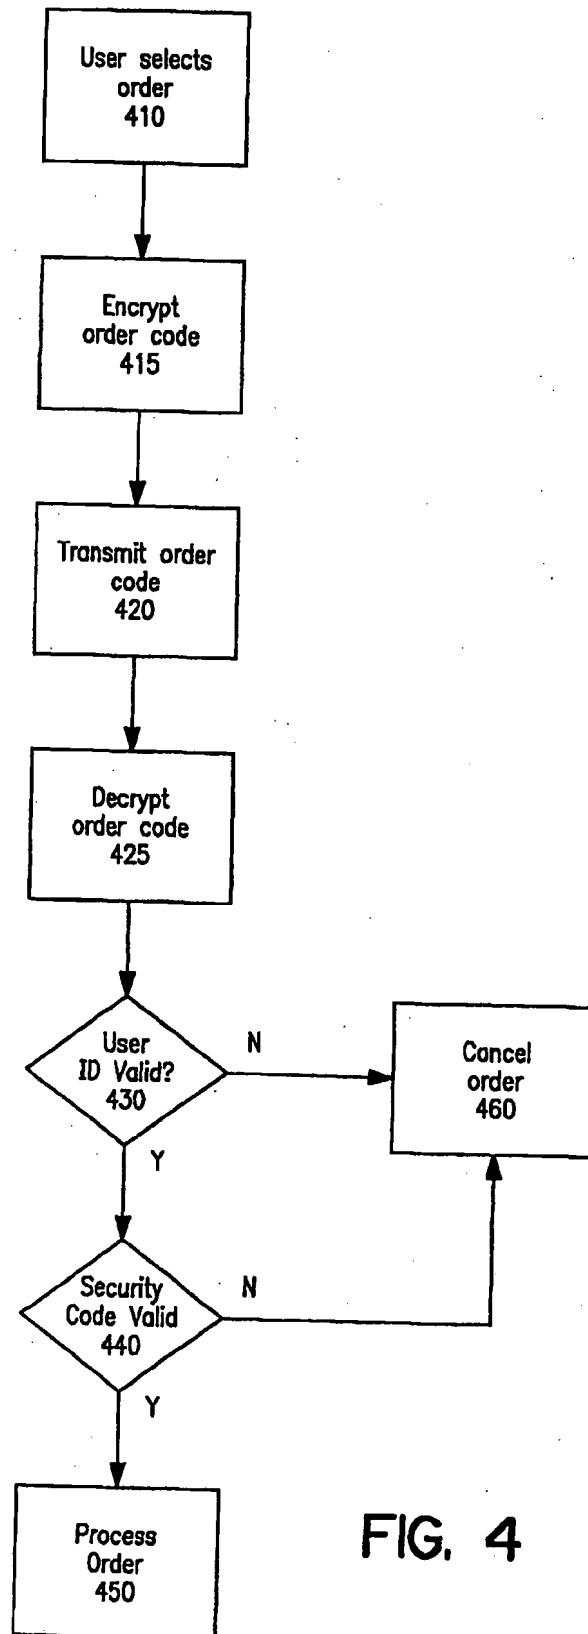 User selects
order
410
Encrypt
order code
415
Transmit order
code
420
Decrypt
order code
425
User
ID Valid?
430
N
Cancel
order
460
Y
Security
Code Valid
440
N
Y
Process
Order
450
FIG. 4